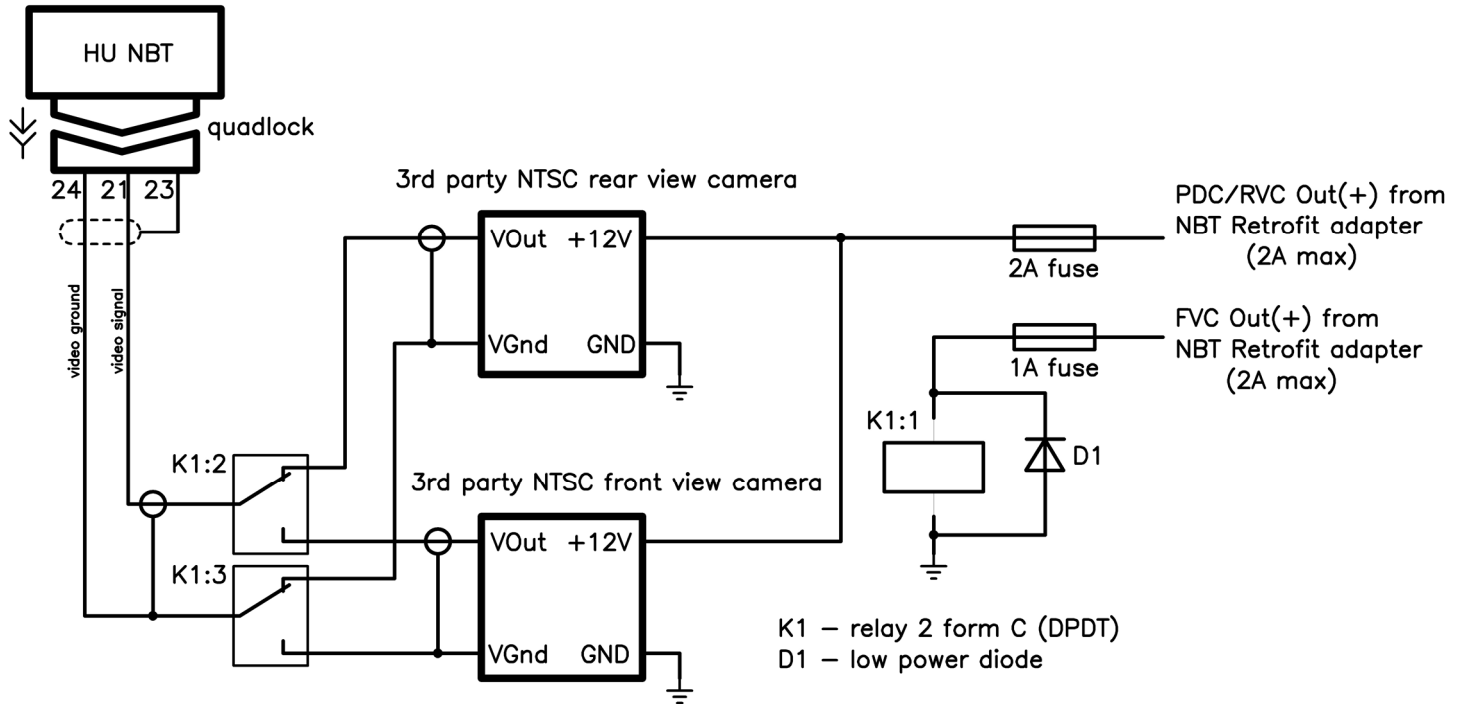 HU NBT
quadlock
24 21 23
video ground
video signal
3rd party NTSC rear view camera
VOut +12V
VGnd GND
PDC/RVC Out(+) from
NBT Retrofit adapter
(2A max)
2A fuse
FVC Out(+) from
NBT Retrofit adapter
(2A max)
1A fuse
K1:1
D1
K1:2
K1:3
3rd party NTSC front view camera
VOut +12V
VGnd GND
K1 – relay 2 form C (DPDT)
D1 – low power diode